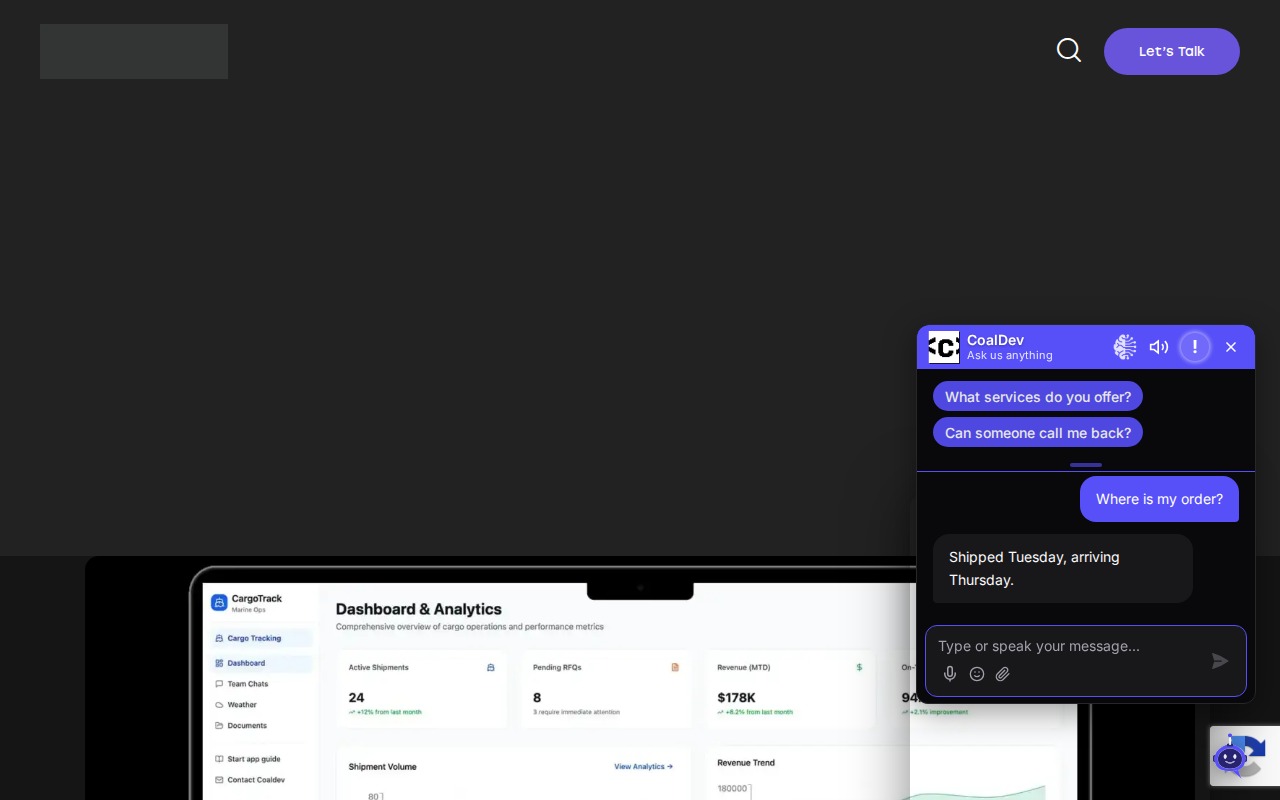 Let's Talk
<C>
CoalDev
Ask us anything
!
What services do you offer?
Can someone call me back?
Where is my order?
Shipped Tuesday, arriving
Thursday.
Type or speak your message...
CargoTrack
Marine Ops
Cargo Tracking
Dashboard
Team Chats
Weather
Documents
Start app guide
Contact Coaldev
Dashboard & Analytics
Comprehensive overview of cargo operations and performance metrics
Active Shipments
24
+12% from last month
Pending RFQs
8
3 require immediate attention
Revenue (MTD)
$
$178K
+8.2% from last month
94
+2.1% improvement
Shipment Volume
View Analytics →
80
Revenue Trend
180000